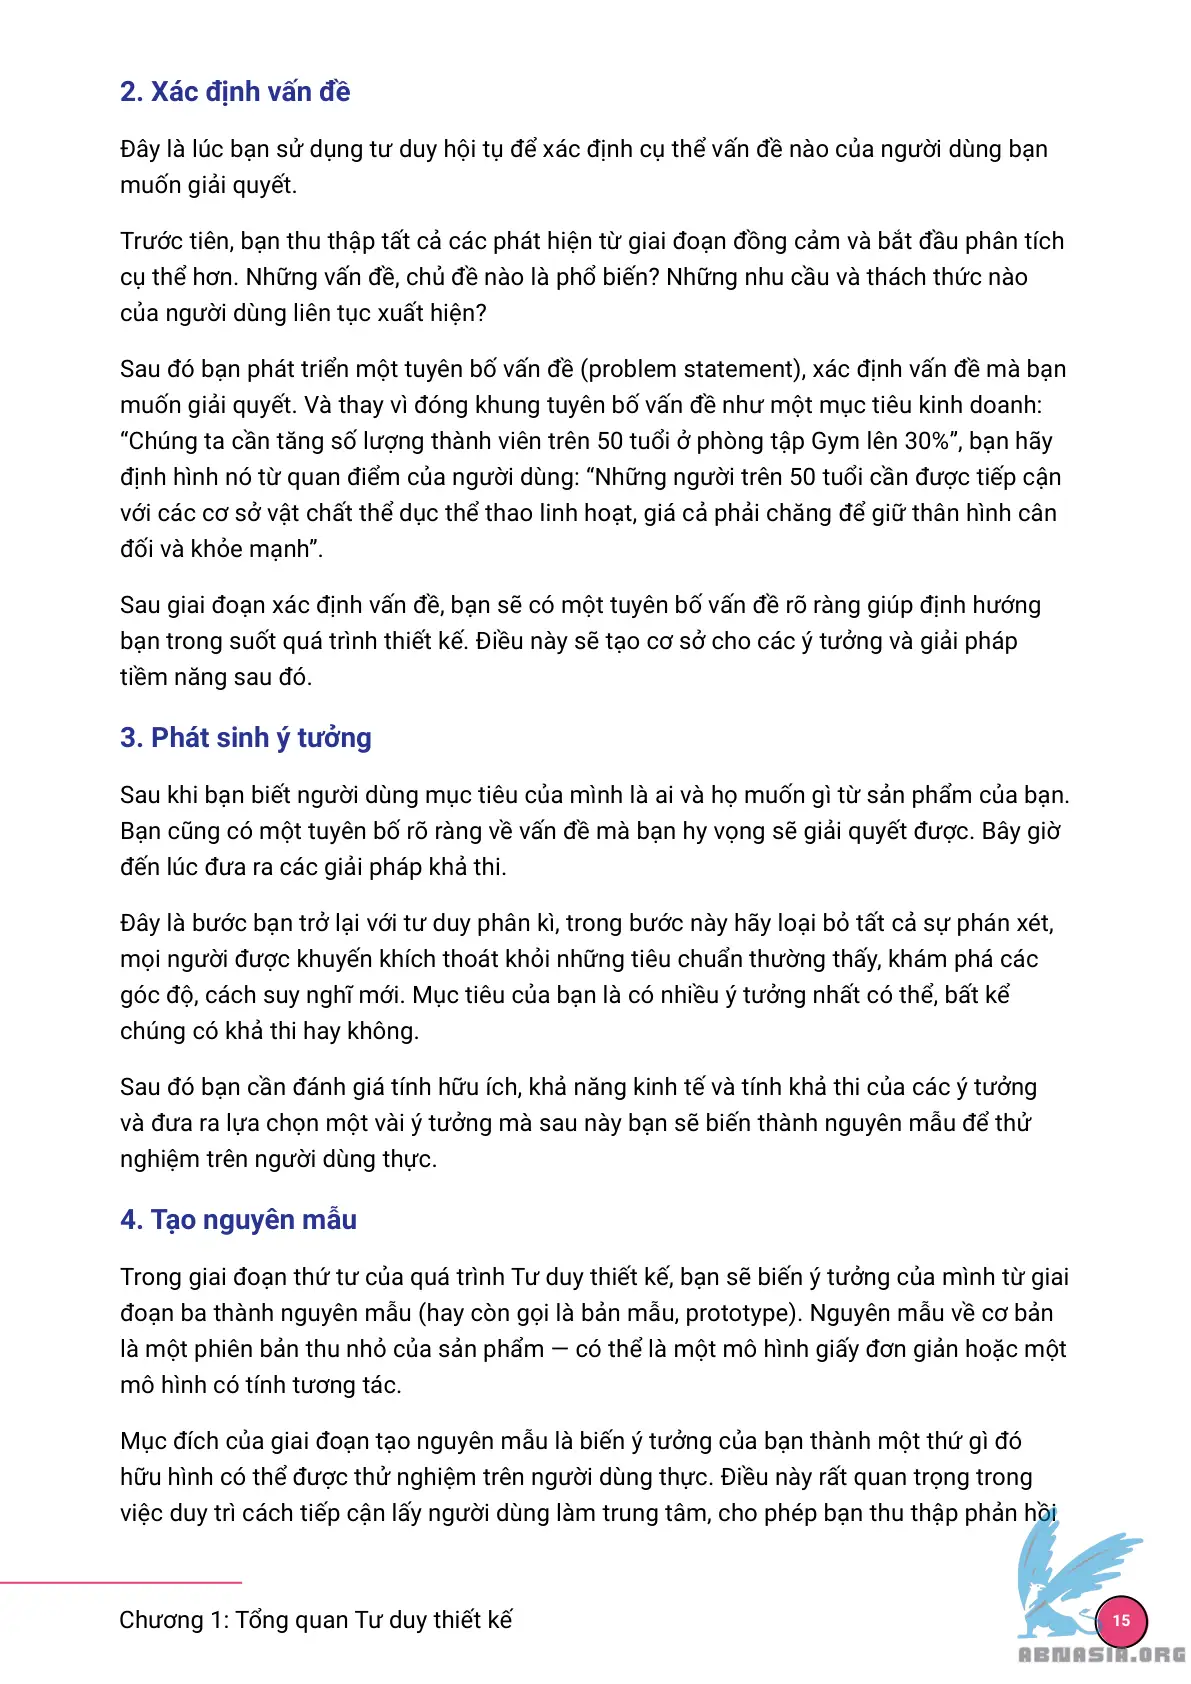 2. Xác định vấn đề
Đây là lúc bạn sử dụng tư duy hội tụ để xác định cụ thể vấn đề nào của người dùng bạn
muốn giải quyết.
Trước tiên, bạn thu thập tất cả các phát hiện từ giai đoạn đồng cảm và bắt đầu phân tích
cụ thể hơn. Những vấn đề, chủ đề nào là phổ biến? Những nhu cầu và thách thức nào
của người dùng liên tục xuất hiện?
Sau đó bạn phát triển một tuyên bố vấn đề (problem statement), xác định vấn đề mà bạn
muốn giải quyết. Và thay vì đóng khung tuyên bố vấn đề như một mục tiêu kinh doanh:
“Chúng ta cần tăng số lượng thành viên trên 50 tuổi ở phòng tập Gym lên 30%”, bạn hãy
định hình nó từ quan điểm của người dùng: “Những người trên 50 tuổi cần được tiếp cận
với các cơ sở vật chất thể dục thể thao linh hoạt, giá cả phải chăng để giữ thân hình cân
đối và khỏe mạnh”.
Sau giai đoạn xác định vấn đề, bạn sẽ có một tuyên bố vấn đề rõ ràng giúp định hướng
bạn trong suốt quá trình thiết kế. Điều này sẽ tạo cơ sở cho các ý tưởng và giải pháp
tiềm năng sau đó.
3. Phát sinh ý tưởng
Sau khi bạn biết người dùng mục tiêu của mình là ai và họ muốn gì từ sản phẩm của bạn.
Bạn cũng có một tuyên bố rõ ràng về vấn đề mà bạn hy vọng sẽ giải quyết được. Bây giờ
đến lúc đưa ra các giải pháp khả thi.
Đây là bước bạn trở lại với tư duy phân kì, trong bước này hãy loại bỏ tất cả sự phán xét,
mọi người được khuyến khích thoát khỏi những tiêu chuẩn thường thấy, khám phá các
góc độ, cách suy nghĩ mới. Mục tiêu của bạn là có nhiều ý tưởng nhất có thể, bất kể
chúng có khả thi hay không.
Sau đó bạn cần đánh giá tính hữu ích, khả năng kinh tế và tính khả thi của các ý tưởng
và đưa ra lựa chọn một vài ý tưởng mà sau này bạn sẽ biến thành nguyên mẫu để thử
nghiệm trên người dùng thực.
4. Tạo nguyên mẫu
Trong giai đoạn thứ tư của quá trình Tư duy thiết kế, bạn sẽ biến ý tưởng của mình từ giai
đoạn ba thành nguyên mẫu (hay còn gọi là bản mẫu, prototype). Nguyên mẫu về cơ bản
là một phiên bản thu nhỏ của sản phẩm — có thể là một mô hình giấy đơn giản hoặc một
mô hình có tính tương tác.
Mục đích của giai đoạn tạo nguyên mẫu là biến ý tưởng của bạn thành một thứ gì đó
hữu hình có thể được thử nghiệm trên người dùng thực. Điều này rất quan trọng trong
việc duy trì cách tiếp cận lấy người dùng làm trung tâm, cho phép bạn thu thập phản hồi
Chương 1: Tổng quan Tư duy thiết kế
15
ABNASIA.ORG